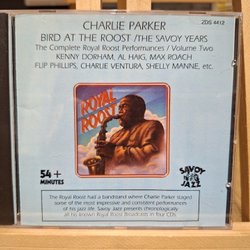 CHARLIE PARKER
ZDS 4412
BIRD AT THE ROOST/THE SAVOY YEARS
The Complete Royal Roost Performances / Volume Two
KENNY DORHAM, AL HAIG, MAX ROACH
FLIP PHILLIPS, CHARLIE VENTURA, SHELLY MANNE, etc.
ROYAL
ROOST
54+
MINUTES
SAVOY
JAZZ
The Royal Roost had a bandstand where Charlie Parker staged
some of the most impressive and consistent performances
of his jazz life. Savoy Jazz presents chronologically
all his known Royal Roost Broadcasts in four CDs.